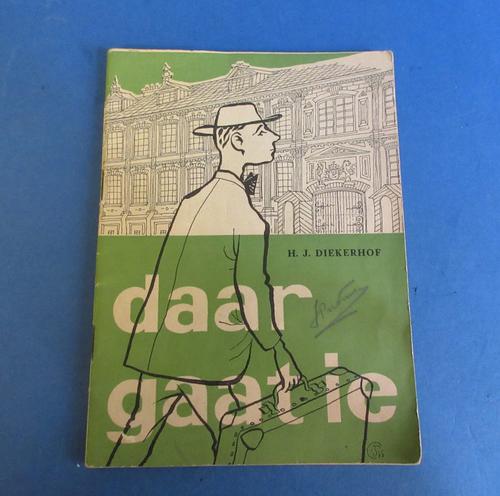 H. J. DIEKERHOF
daar
gaat ie